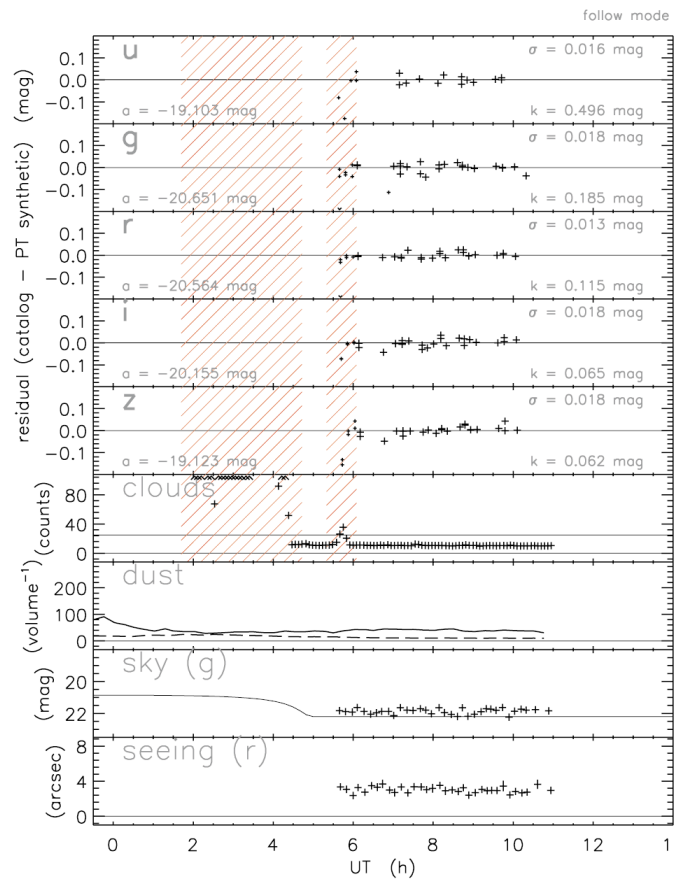 follow mode
residual (catalog − PT synthetic) (mag)
u
σ = 0.016 mag
0.1
0.0
−0.1
a = −19.103 mag
k = 0.496 mag
g
σ = 0.018 mag
0.1
0.0
−0.1
a = −20.651 mag
k = 0.185 mag
r
σ = 0.013 mag
0.1
0.0
−0.1
a = −20.564 mag
k = 0.115 mag
i
σ = 0.018 mag
0.1
0.0
−0.1
a = −20.155 mag
k = 0.065 mag
z
σ = 0.018 mag
0.1
0.0
−0.1
a = −19.123 mag
k = 0.062 mag
clouds
(counts)
80
40
0
dust
(volume⁻¹)
200
100
0
sky (g)
(mag)
20
22
seeing (r)
(arcsec)
8
4
0
0 2 4 6 8 10 12 1
UT (h)